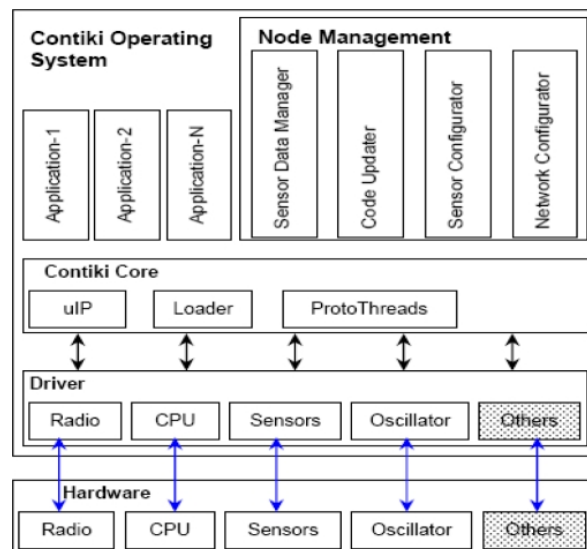 Contiki Operating
System
Node Management
Application-1
Application-2
Application-N
Sensor Data Manager
Code Updater
Sensor Configurator
Network Configurator
Contiki Core
uIP
Loader
ProtoThreads
Driver
Radio
CPU
Sensors
Oscillator
Others
Hardware
Radio
CPU
Sensors
Oscillator
Others